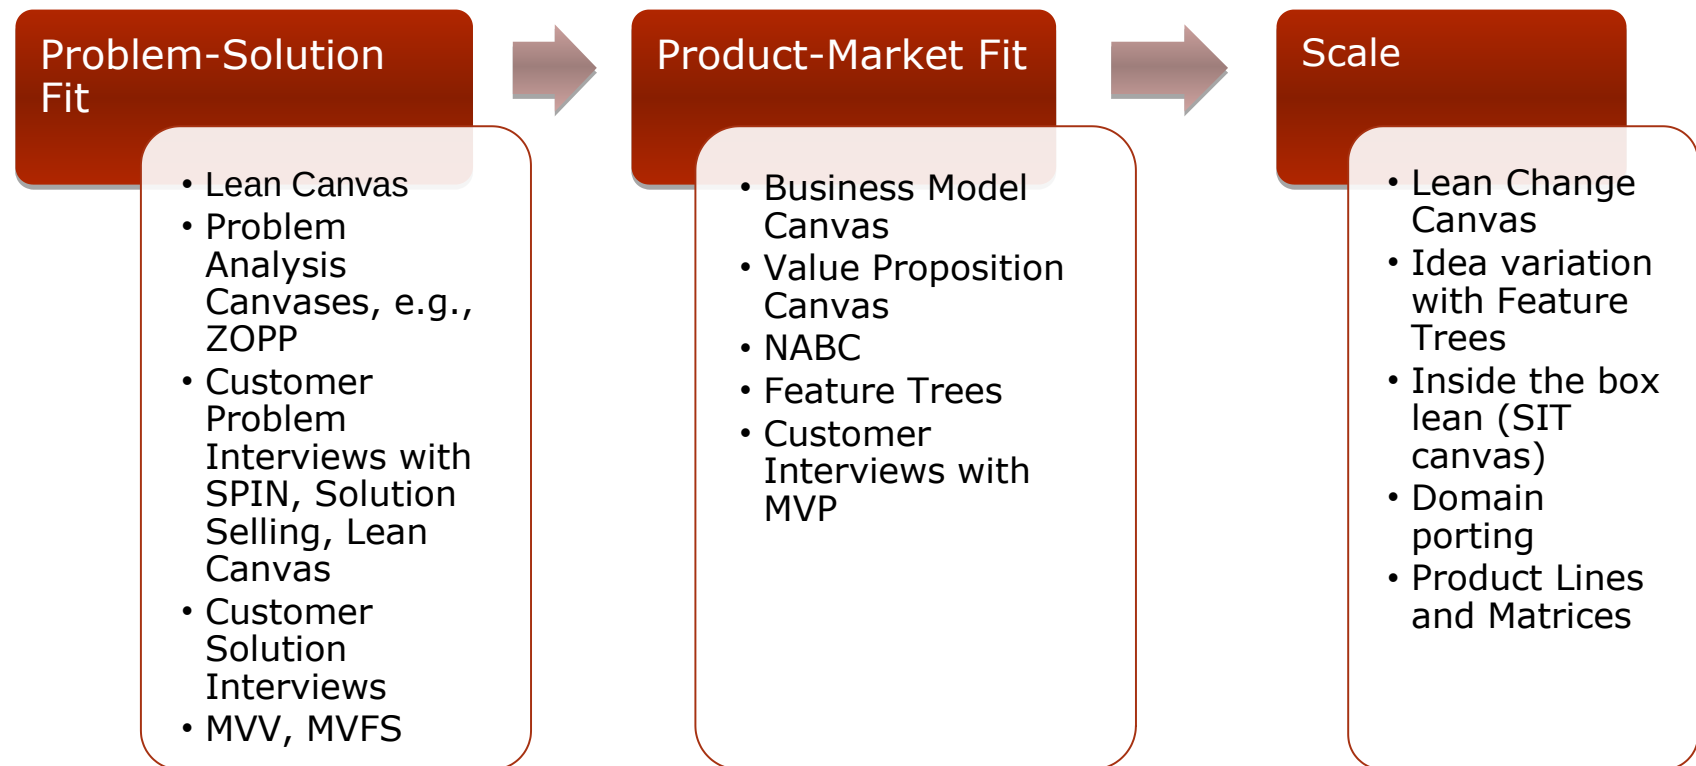 Problem-Solution
Fit
• Lean Canvas
• Problem
Analysis
Canvases, e.g.,
ZOPP
• Customer
Problem
Interviews with
SPIN, Solution
Selling, Lean
Canvas
• Customer
Solution
Interviews
• MVV, MVFS
Product-Market Fit
• Business Model
Canvas
• Value Proposition
Canvas
• NABC
• Feature Trees
• Customer
Interviews with
MVP
Scale
• Lean Change
Canvas
• Idea variation
with Feature
Trees
• Inside the box
lean (SIT
canvas)
• Domain
porting
• Product Lines
and Matrices